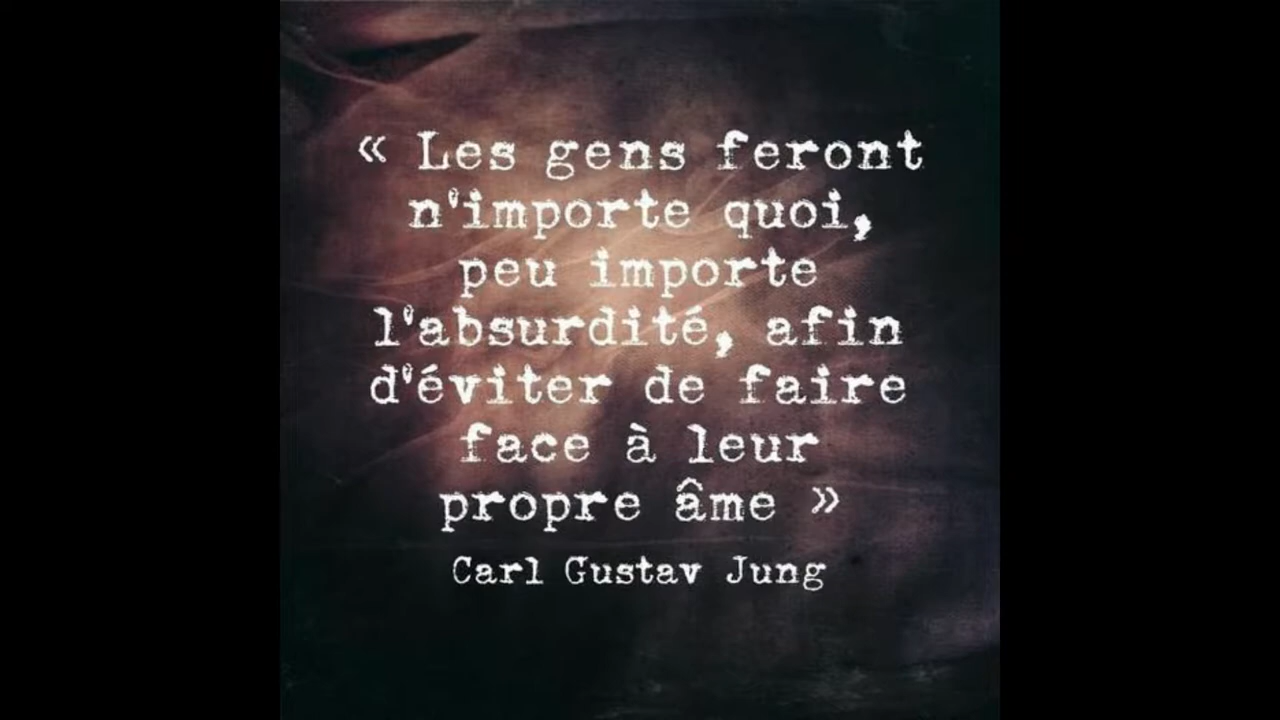 « Les gens feront
n'importe quoi,
peu importe
l'absurdité, afin
d'éviter de faire
face à leur
propre âme »
Carl Gustav Jung